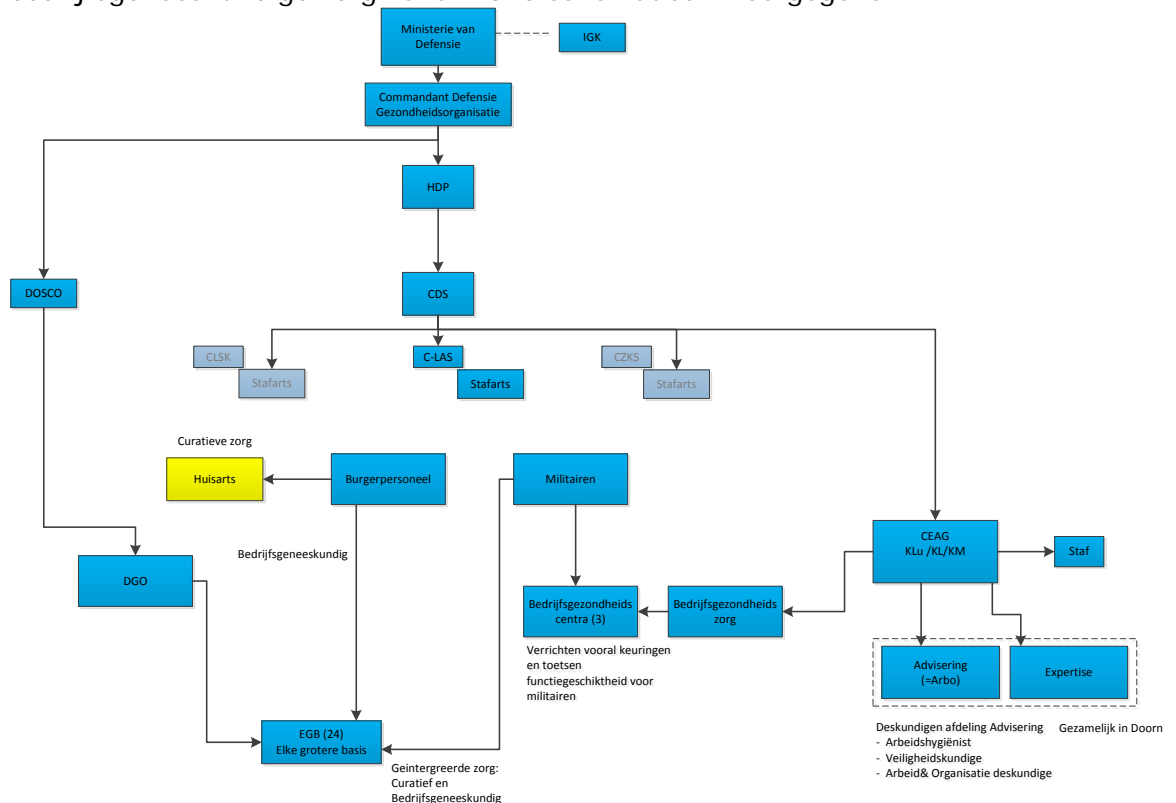 Ministerie van
Defensie
IGK
Commandant Defensie
Gezondheidsorganisatie
HDP
DOSCO
CDS
CLSK
Stafarts
C-LAS
Stafarts
CZKS
Stafarts
Curatieve zorg
Huisarts
Burgerpersoneel
Militairen
Bedrijfsgeneeskundig
CEAG
KLu /KL/KM
Staf
DGO
Bedrijfsgezondheids
centra (3)
Bedrijfsgezondheids
zorg
Verrichten vooral keuringen
en toetsen
functiegeschiktheid voor
militairen
Advisering
(=Arbo)
Expertise
EGB (24)
Elke grotere basis
Deskundigen afdeling Advisering
- Arbeidshygiënist
- Veiligheidskundige
- Arbeid& Organisatie deskundige
Gezamelijk in Doorn
Geintergreerde zorg:
Curatief en
Bedrijfsgeneeskundig